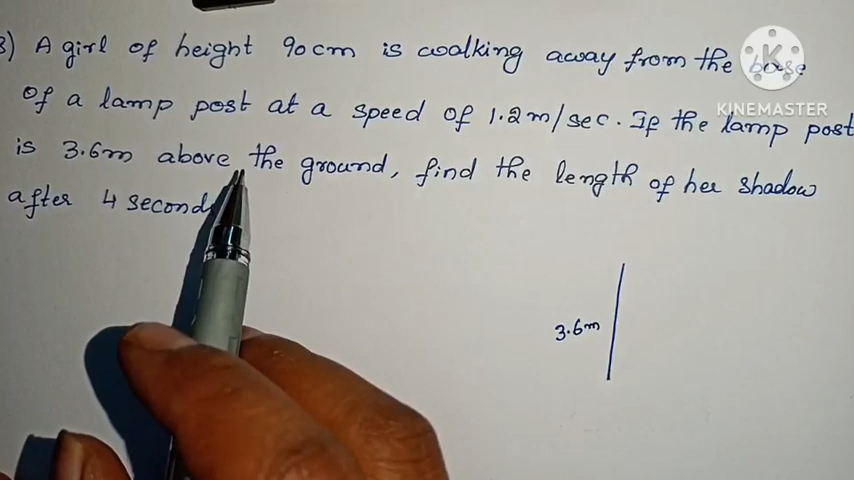 3) A girl of height 90cm is walking away from the base
of a lamp post at a speed of 1.2m/sec. If the lamp post
is 3.6m above the ground, find the length of her shadow
after 4 seconds
3.6m
KINEMASTER